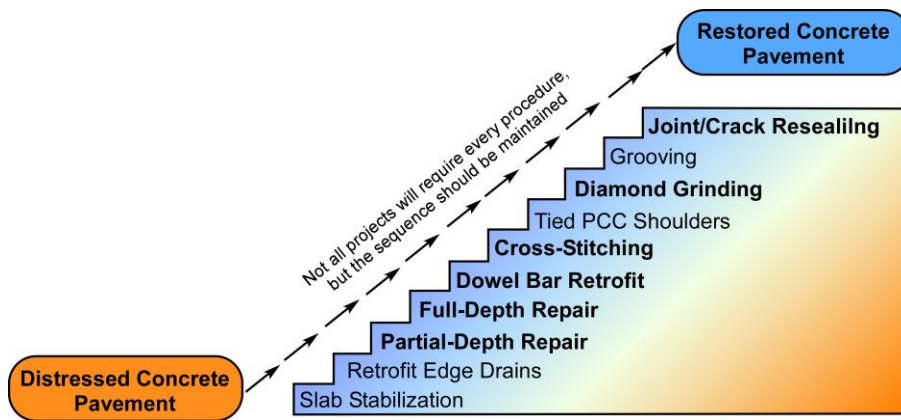 Restored Concrete
Pavement
Not all projects will require every procedure,
but the sequence should be maintained
Joint/Crack Resealilng
Grooving
Diamond Grinding
Tied PCC Shoulders
Cross-Stitching
Dowel Bar Retrofit
Full-Depth Repair
Partial-Depth Repair
Retrofit Edge Drains
Slab Stabilization
Distressed Concrete
Pavement